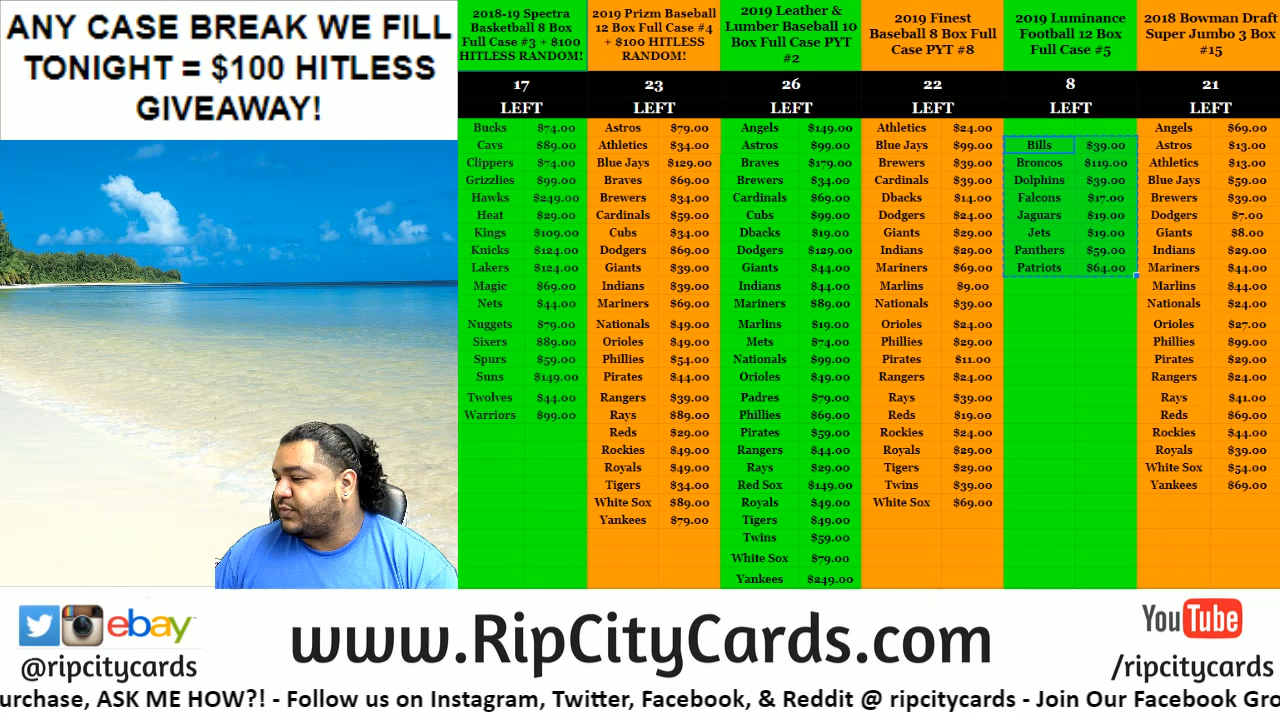 ANY CASE BREAK WE FILL
TONIGHT = $100 HITLESS
GIVEAWAY!
2018-19 Spectra
Basketball 8 Box
Full Case #3 + $100
HITLESS RANDOM!
17
LEFT
Bucks $74.00
Cavs $89.00
Clippers $74.00
Grizzlies $99.00
Hawks $249.00
Heat $29.00
Kings $109.00
Knicks $124.00
Lakers $124.00
Magic $69.00
Nets $44.00
Nuggets $79.00
Sixers $89.00
Spurs $59.00
Suns $149.00
Twolves $44.00
Warriors $99.00
2019 Prizm Baseball
12 Box Full Case #4
+ $100 HITLESS
RANDOM!
23
LEFT
Astros $79.00
Athletics $34.00
Blue Jays $129.00
Braves $69.00
Brewers $34.00
Cardinals $59.00
Cubs $34.00
Dodgers $69.00
Giants $39.00
Indians $39.00
Mariners $69.00
Nationals $49.00
Orioles $49.00
Phillies $54.00
Pirates $44.00
Rangers $39.00
Rays $89.00
Reds $29.00
Rockies $49.00
Royals $49.00
Tigers $34.00
White Sox $89.00
Yankees $79.00
2019 Leather &
Lumber Baseball 10
Box Full Case PYT
#2
26
LEFT
Angels $149.00
Astros $99.00
Braves $179.00
Brewers $34.00
Cardinals $69.00
Cubs $99.00
Dbacks $19.00
Dodgers $129.00
Giants $44.00
Indians $44.00
Mariners $89.00
Marlins $19.00
Mets $74.00
Nationals $99.00
Orioles $49.00
Padres $79.00
Phillies $69.00
Pirates $59.00
Rangers $44.00
Rays $29.00
Red Sox $149.00
Royals $49.00
Tigers $49.00
Twins $59.00
White Sox $79.00
Yankees $249.00
2019 Finest
Baseball 8 Box Full
Case PYT #8
22
LEFT
Athletics $24.00
Blue Jays $99.00
Brewers $39.00
Cardinals $39.00
Dbacks $14.00
Dodgers $24.00
Giants $29.00
Indians $29.00
Mariners $69.00
Marlins $9.00
Nationals $39.00
Orioles $24.00
Phillies $29.00
Pirates $11.00
Rangers $24.00
Rays $39.00
Reds $19.00
Rockies $24.00
Royals $29.00
Tigers $29.00
Twins $39.00
White Sox $69.00
2019 Luminance
Football 12 Box
Full Case #5
8
LEFT
Bills $39.00
Broncos $119.00
Dolphins $39.00
Falcons $17.00
Jaguars $19.00
Jets $19.00
Panthers $59.00
Patriots $64.00
2018 Bowman Draft
Super Jumbo 3 Box
#15
21
LEFT
Angels $69.00
Astros $13.00
Athletics $13.00
Blue Jays $59.00
Brewers $39.00
Dodgers $7.00
Giants $8.00
Indians $29.00
Mariners $44.00
Marlins $44.00
Nationals $24.00
Orioles $27.00
Phillies $99.00
Pirates $29.00
Rangers $24.00
Rays $41.00
Reds $69.00
Rockies $44.00
Royals $39.00
White Sox $54.00
Yankees $69.00
ebay
@ripcitycards
www.RipCityCards.com
YouTube
/ripcitycards
urchase, ASK ME HOW?! - Follow us on Instagram, Twitter, Facebook, & Reddit @ ripcitycards - Join Our Facebook Gro